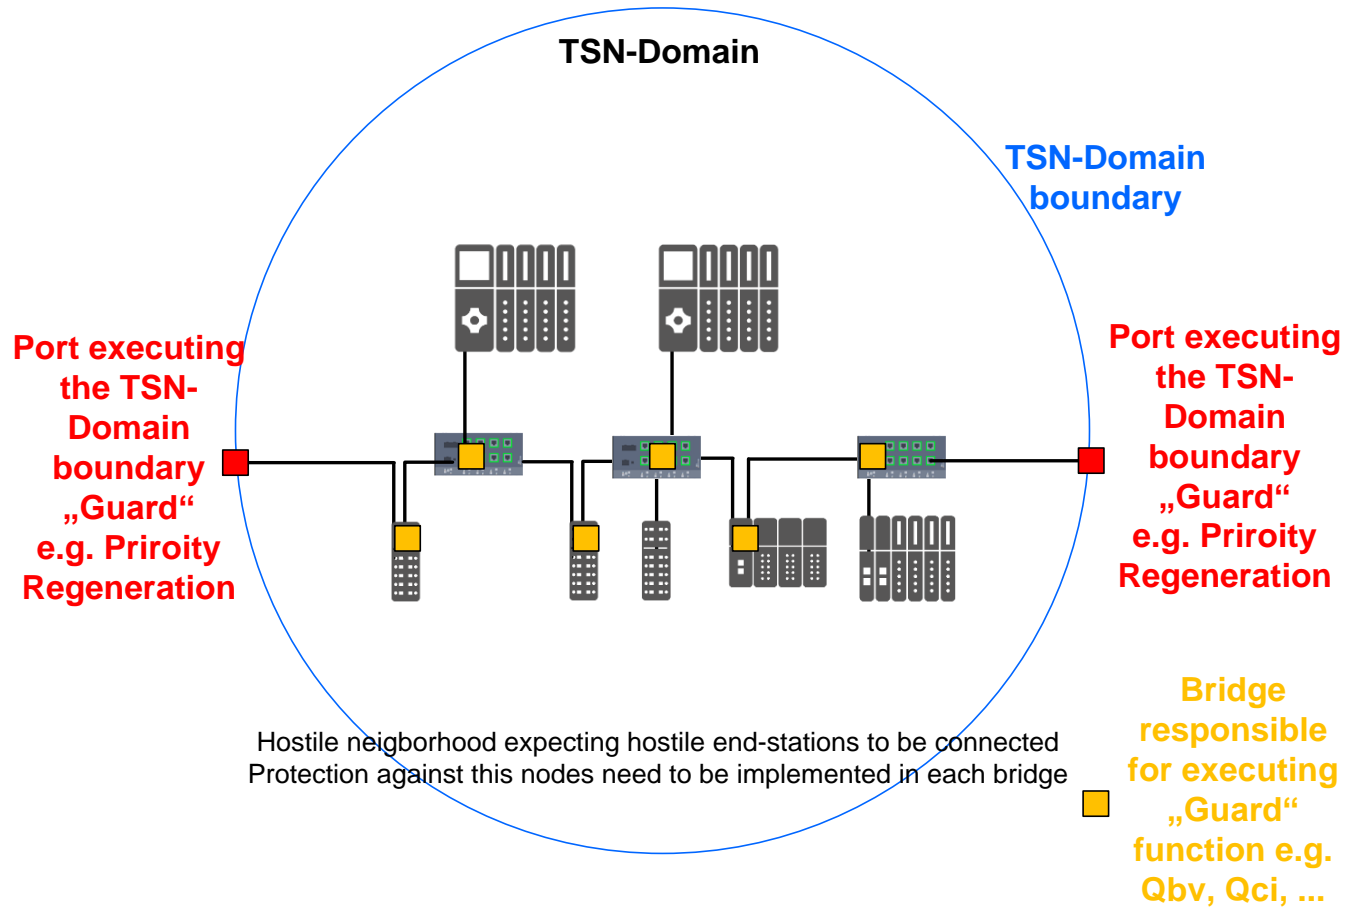 TSN-Domain
TSN-Domain
boundary
Port executing
the TSN-
Domain
boundary
„Guard“
e.g. Priroity
Regeneration
Port executing
the TSN-
Domain
boundary
„Guard“
e.g. Priroity
Regeneration
Hostile neigborhood expecting hostile end-stations to be connected
Protection against this nodes need to be implemented in each bridge
Bridge
responsible
for executing
„Guard“
function e.g.
Qbv, Qci, ...